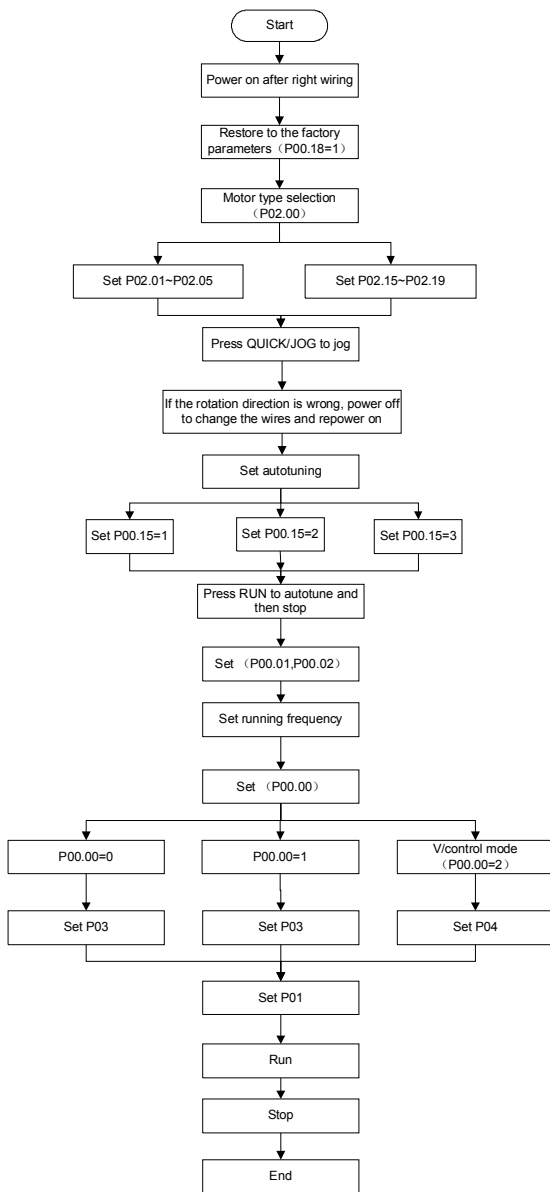 Start
Power on after right wiring
Restore to the factory
parameters（P00.18=1）
Motor type selection
（P02.00）
Set P02.01~P02.05
Set P02.15~P02.19
Press QUICK/JOG to jog
If the rotation direction is wrong, power off
to change the wires and repower on
Set autotuning
Set P00.15=1
Set P00.15=2
Set P00.15=3
Press RUN to autotune and
then stop
Set （P00.01,P00.02）
Set running frequency
Set （P00.00）
P00.00=0
P00.00=1
V/control mode
（P00.00=2）
Set P03
Set P03
Set P04
Set P01
Run
Stop
End